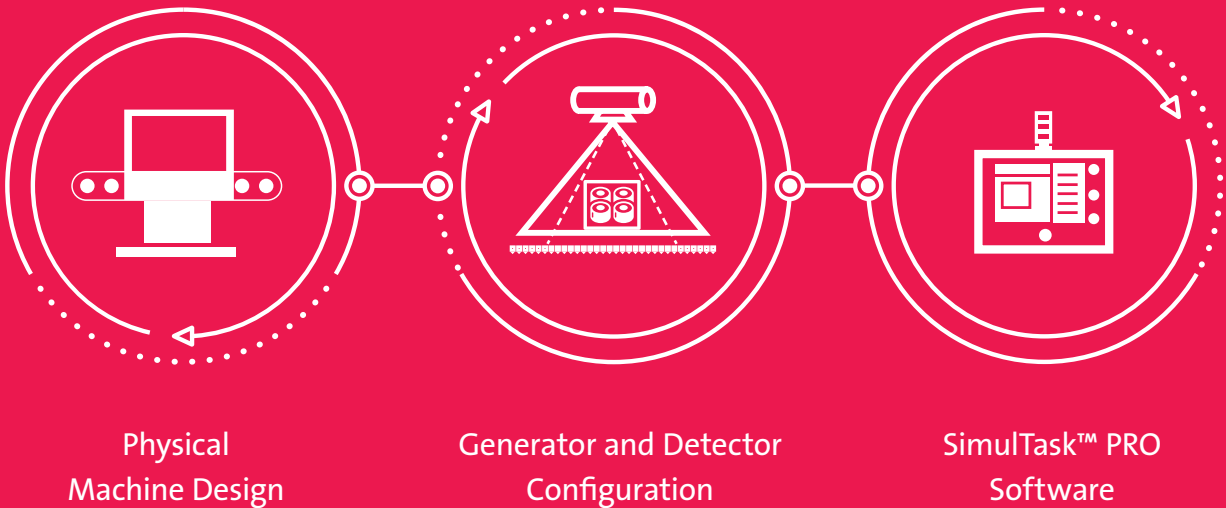 Physical
Machine Design
Generator and Detector
Configuration
SimulTask™ PRO
Software